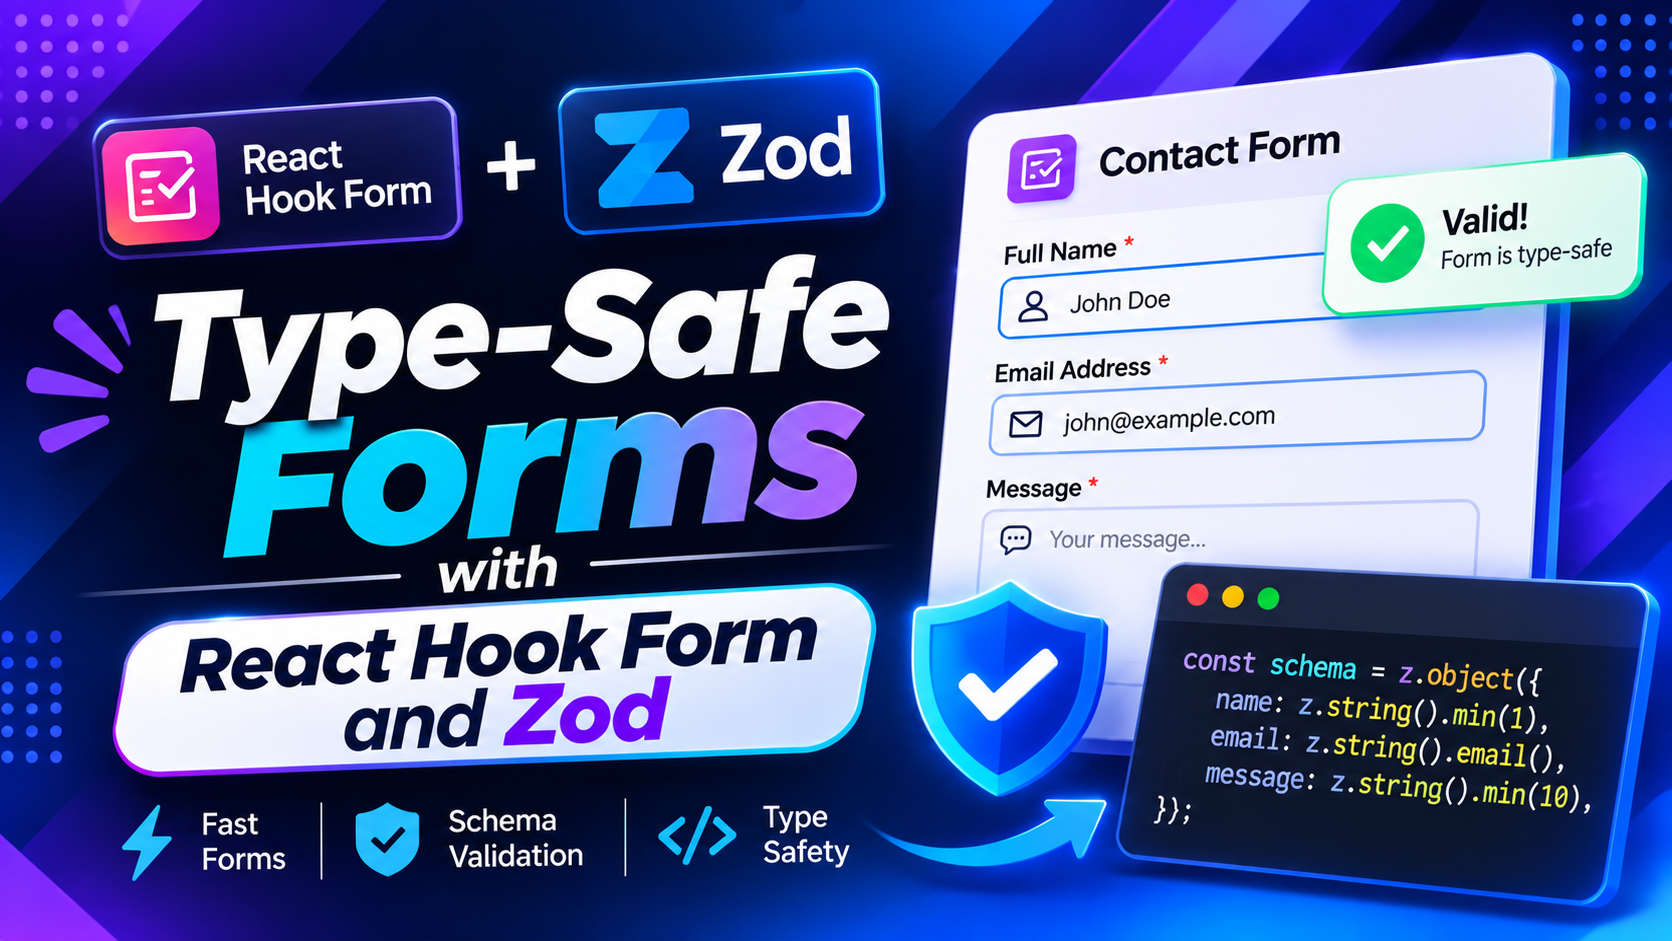 React
Hook Form
+
Zod
Type-Safe
Forms
with
React Hook Form
and Zod
Fast
Forms
Schema
Validation
</>
Type
Safety
Contact Form
Valid!
Form is type-safe
Full Name *
John Doe
Email Address *
john@example.com
Message *
Your message...
const schema = z.object({
name: z.string().min(1),
email: z.string().email(),
message: z.string().min(10),
});